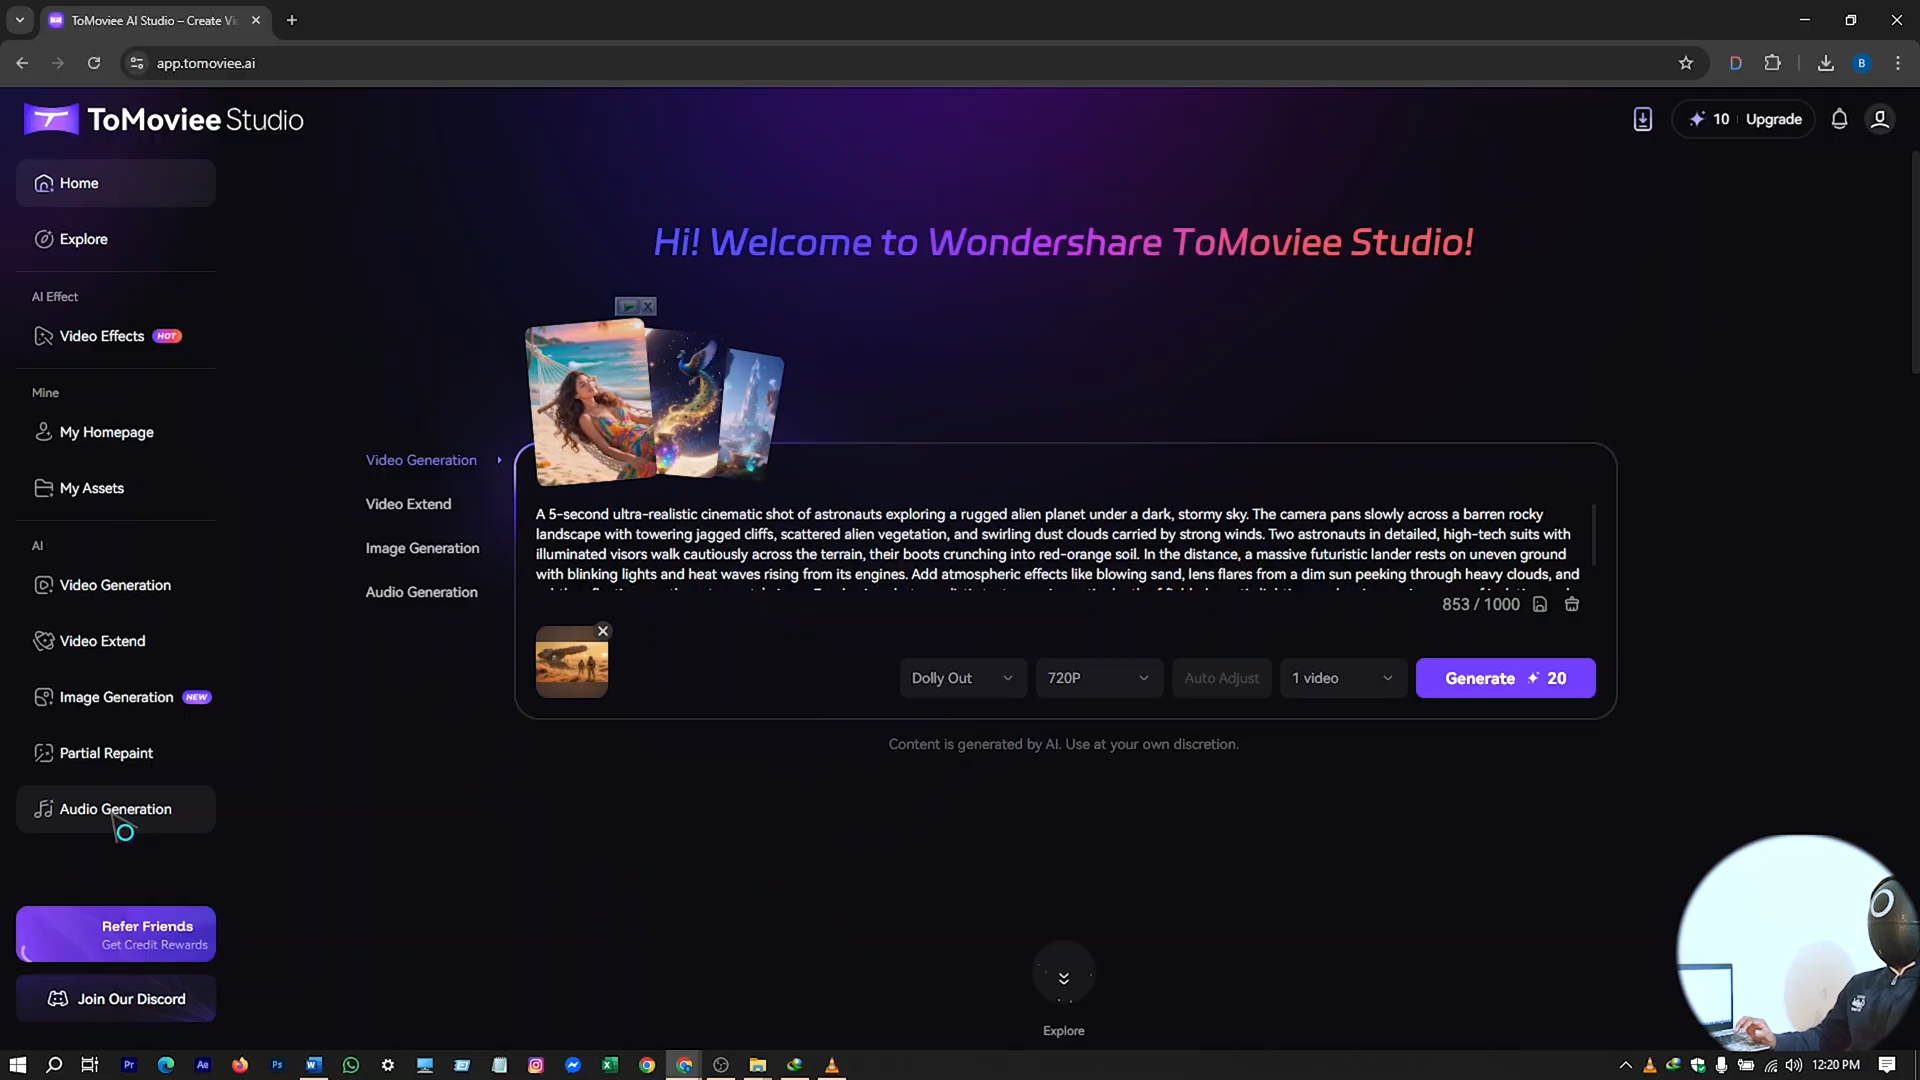 ToMoviee AI Studio – Create Vi
app.tomoviee.ai
D
B
ToMoviee Studio
10 Upgrade
Home
Explore
AI Effect
Video Effects HOT
Mine
My Homepage
My Assets
AI
Video Generation
Video Extend
Image Generation NEW
Partial Repaint
Audio Generation
Refer Friends
Get Credit Rewards
Join Our Discord
Hi! Welcome to Wondershare ToMoviee Studio!
Video Generation
Video Extend
Image Generation
Audio Generation
A 5-second ultra-realistic cinematic shot of astronauts exploring a rugged alien planet under a dark, stormy sky. The camera pans slowly across a barren rocky
landscape with towering jagged cliffs, scattered alien vegetation, and swirling dust clouds carried by strong winds. Two astronauts in detailed, high-tech suits with
illuminated visors walk cautiously across the terrain, their boots crunching into red-orange soil. In the distance, a massive futuristic lander rests on uneven ground
with blinking lights and heat waves rising from its engines. Add atmospheric effects like blowing sand, lens flares from a dim sun peeking through heavy clouds, and
853 / 1000
Dolly Out
720P
Auto Adjust
1 video
Generate 20
Content is generated by AI. Use at your own discretion.
Explore
Pr
Ae
Ps
12:20 PM